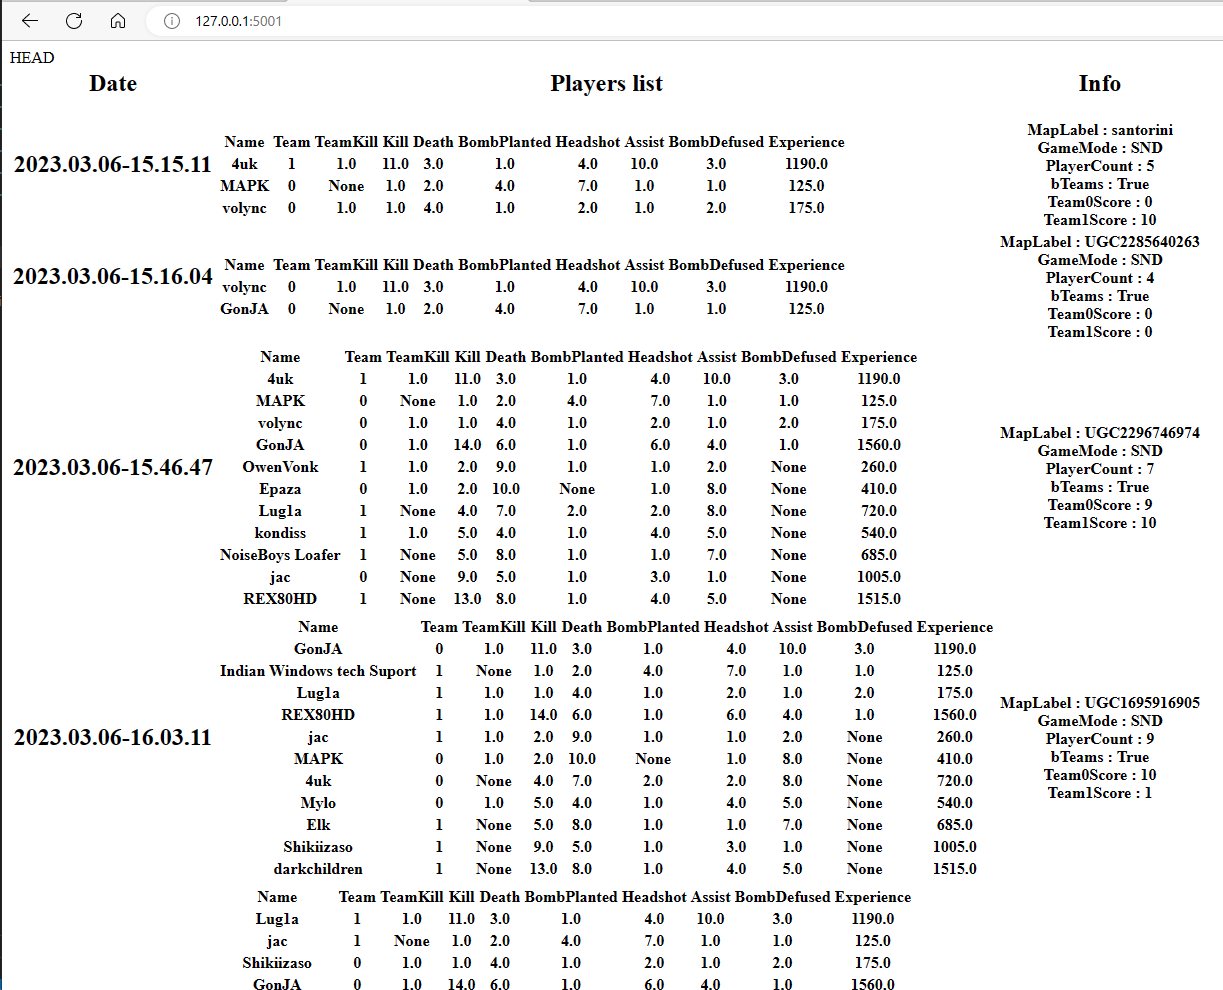 127.0.0.1:5001
HEAD
Date Players list Info
2023.03.06-15.15.11
Name Team TeamKill Kill Death BombPlanted Headshot Assist BombDefused Experience
4uk 1 1.0 11.0 3.0 1.0 4.0 10.0 3.0 1190.0
MAPK 0 None 1.0 2.0 4.0 7.0 1.0 1.0 125.0
volync 0 1.0 1.0 4.0 1.0 2.0 1.0 2.0 175.0
MapLabel : santorini
GameMode : SND
PlayerCount : 5
bTeams : True
Team0Score : 0
Team1Score : 10
2023.03.06-15.16.04
Name Team TeamKill Kill Death BombPlanted Headshot Assist BombDefused Experience
volync 0 1.0 11.0 3.0 1.0 4.0 10.0 3.0 1190.0
GonJA 0 None 1.0 2.0 4.0 7.0 1.0 1.0 125.0
MapLabel : UGC2285640263
GameMode : SND
PlayerCount : 4
bTeams : True
Team0Score : 0
Team1Score : 0
2023.03.06-15.46.47
Name Team TeamKill Kill Death BombPlanted Headshot Assist BombDefused Experience
4uk 1 1.0 11.0 3.0 1.0 4.0 10.0 3.0 1190.0
MAPK 0 None 1.0 2.0 4.0 7.0 1.0 1.0 125.0
volync 0 1.0 1.0 4.0 1.0 2.0 1.0 2.0 175.0
GonJA 0 1.0 14.0 6.0 1.0 6.0 4.0 1.0 1560.0
OwenVonk 1 1.0 2.0 9.0 1.0 1.0 2.0 None 260.0
Epaza 0 1.0 2.0 10.0 None 1.0 8.0 None 410.0
Lug1a 1 None 4.0 7.0 2.0 2.0 8.0 None 720.0
kondiss 1 1.0 5.0 4.0 1.0 4.0 5.0 None 540.0
NoiseBoys Loafer 1 None 5.0 8.0 1.0 1.0 7.0 None 685.0
jac 0 None 9.0 5.0 1.0 3.0 1.0 None 1005.0
REX80HD 1 None 13.0 8.0 1.0 4.0 5.0 None 1515.0
MapLabel : UGC2296746974
GameMode : SND
PlayerCount : 7
bTeams : True
Team0Score : 9
Team1Score : 10
2023.03.06-16.03.11
Name Team TeamKill Kill Death BombPlanted Headshot Assist BombDefused Experience
GonJA 0 1.0 11.0 3.0 1.0 4.0 10.0 3.0 1190.0
Indian Windows tech Suport 1 None 1.0 2.0 4.0 7.0 1.0 1.0 125.0
Lug1a 1 1.0 1.0 4.0 1.0 2.0 1.0 2.0 175.0
REX80HD 1 1.0 14.0 6.0 1.0 6.0 4.0 1.0 1560.0
jac 1 1.0 2.0 9.0 1.0 1.0 2.0 None 260.0
MAPK 0 1.0 2.0 10.0 None 1.0 8.0 None 410.0
4uk 0 None 4.0 7.0 2.0 2.0 8.0 None 720.0
Mylo 0 1.0 5.0 4.0 1.0 4.0 5.0 None 540.0
Elk 1 None 5.0 8.0 1.0 1.0 7.0 None 685.0
Shikiizaso 1 None 9.0 5.0 1.0 3.0 1.0 None 1005.0
darkchildren 1 None 13.0 8.0 1.0 4.0 5.0 None 1515.0
MapLabel : UGC1695916905
GameMode : SND
PlayerCount : 9
bTeams : True
Team0Score : 10
Team1Score : 1
Name Team TeamKill Kill Death BombPlanted Headshot Assist BombDefused Experience
Lug1a 1 1.0 11.0 3.0 1.0 4.0 10.0 3.0 1190.0
jac 1 None 1.0 2.0 4.0 7.0 1.0 1.0 125.0
Shikiizaso 0 1.0 1.0 4.0 1.0 2.0 1.0 2.0 175.0
GonJA 0 1.0 14.0 6.0 1.0 6.0 4.0 1.0 1560.0